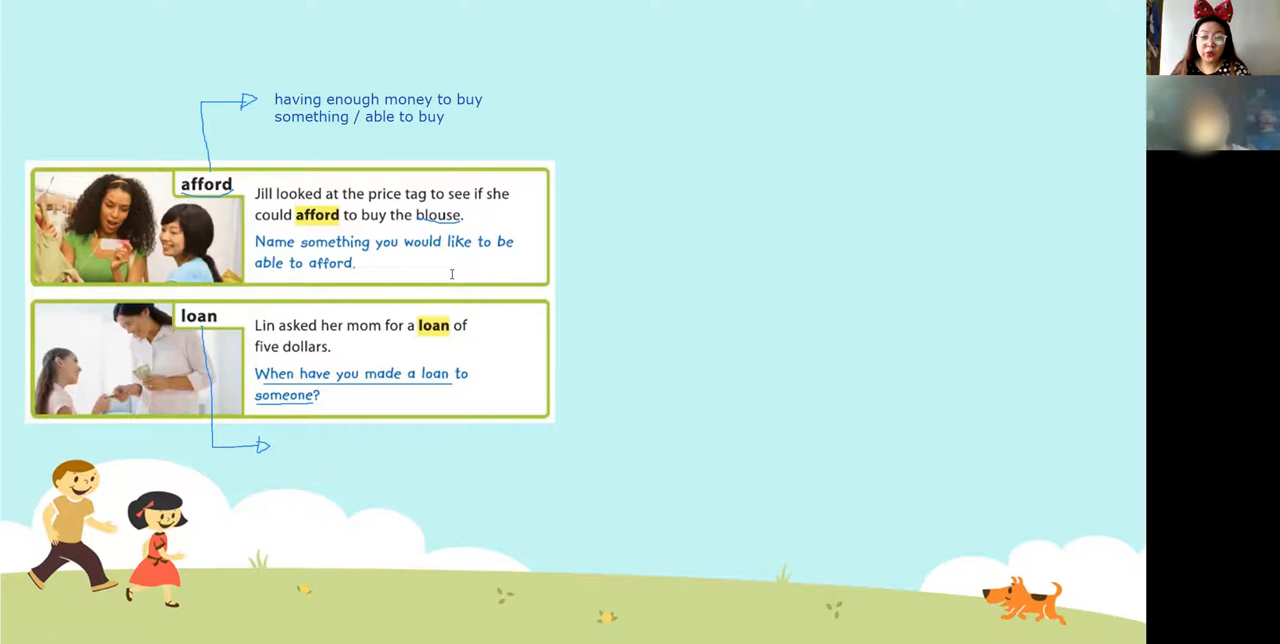 having enough money to buy
something / able to buy
afford
Jill looked at the price tag to see if she
could afford to buy the blouse.
Name something you would like to be
able to afford.
loan
Lin asked her mom for a loan of
five dollars.
When have you made a loan to
someone?